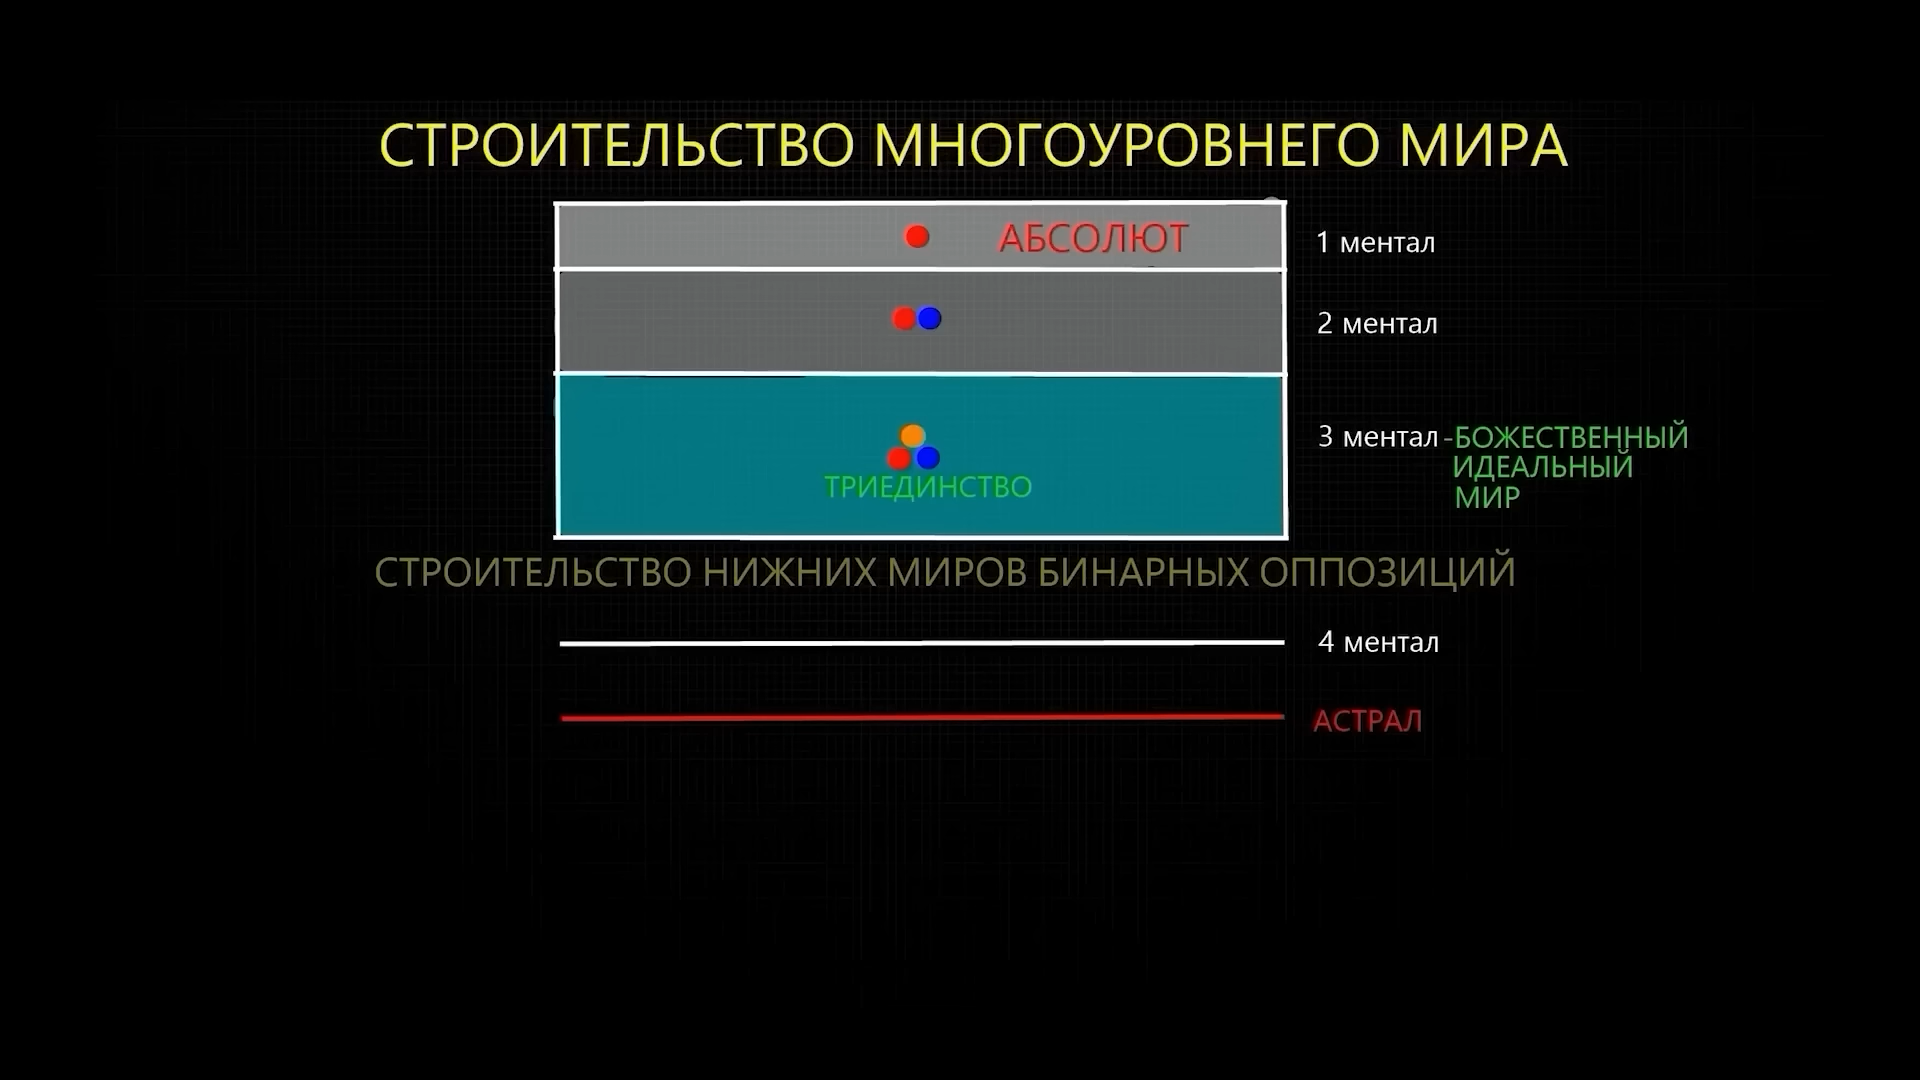 СТРОИТЕЛЬСТВО МНОГОУРОВНЕГО МИРА
АБСОЛЮТ
1 ментал
2 ментал
3 ментал -БОЖЕСТВЕННЫЙ
ИДЕАЛЬНЫЙ
МИР
ТРИЕДИНСТВО
СТРОИТЕЛЬСТВО НИЖНИХ МИРОВ БИНАРНЫХ ОППОЗИЦИЙ
4 ментал
АСТРАЛ